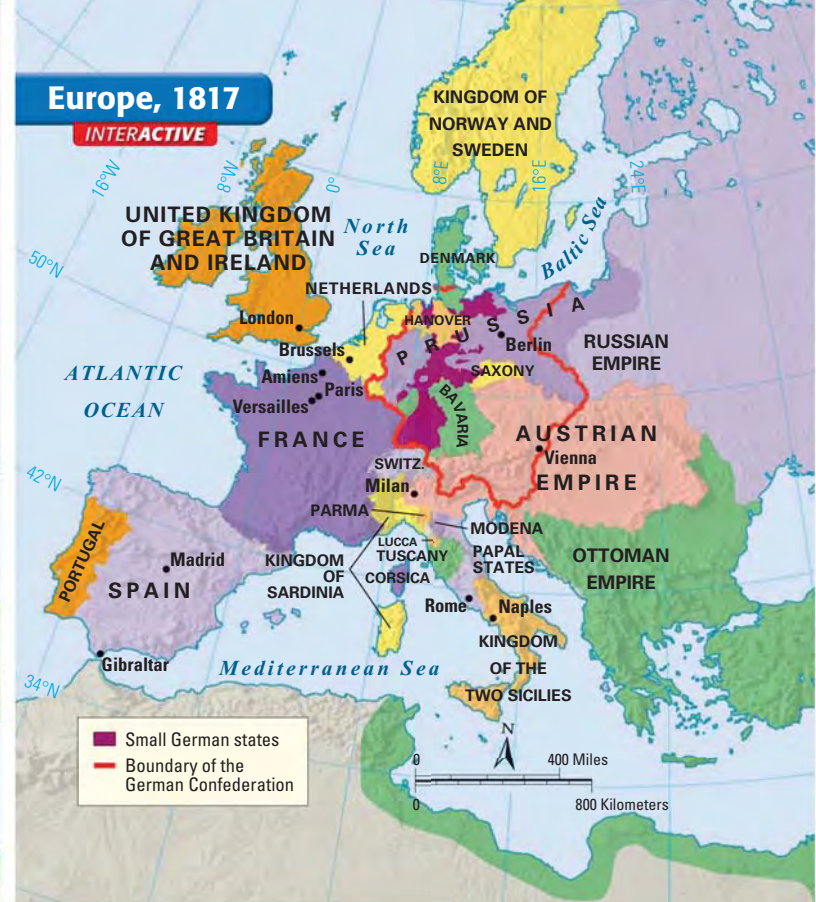 Europe, 1817
INTERACTIVE
16°W
8°W
0°
8°E
16°E
24°E
50°N
42°N
34°N
KINGDOM OF
NORWAY AND
SWEDEN
UNITED KINGDOM
OF GREAT BRITAIN
AND IRELAND
North
Sea
Baltic Sea
DENMARK
NETHERLANDS
HANOVER
PRUSSIA
London
Brussels
Berlin
RUSSIAN
EMPIRE
ATLANTIC
OCEAN
Amiens
Paris
Versailles
SAXONY
BAVARIA
FRANCE
AUSTRIAN
EMPIRE
Vienna
SWITZ.
Milan
PARMA
MODENA
LUCCA
TUSCANY
PAPAL
STATES
OTTOMAN
EMPIRE
PORTUGAL
Madrid
SPAIN
KINGDOM
OF
SARDINIA
CORSICA
Rome
Naples
KINGDOM
OF THE
TWO SICILIES
Gibraltar
Mediterranean Sea
Small German states
Boundary of the
German Confederation
N
0
400 Miles
0
800 Kilometers